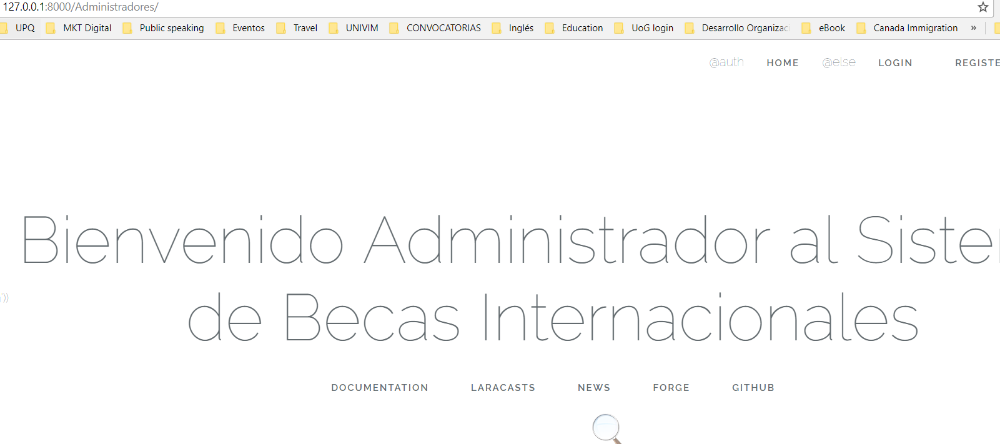 127.0.0.1:8000/Administradores/
UPQ MKT Digital Public speaking Eventos Travel UNIVIM CONVOCATORIAS Inglés Education UoG login Desarrollo Organizac eBook Canada Immigration »
@auth HOME @else LOGIN REGISTE
Bienvenido Administrador al Sister
'))
de Becas Internacionales
DOCUMENTATION LARACASTS NEWS FORGE GITHUB